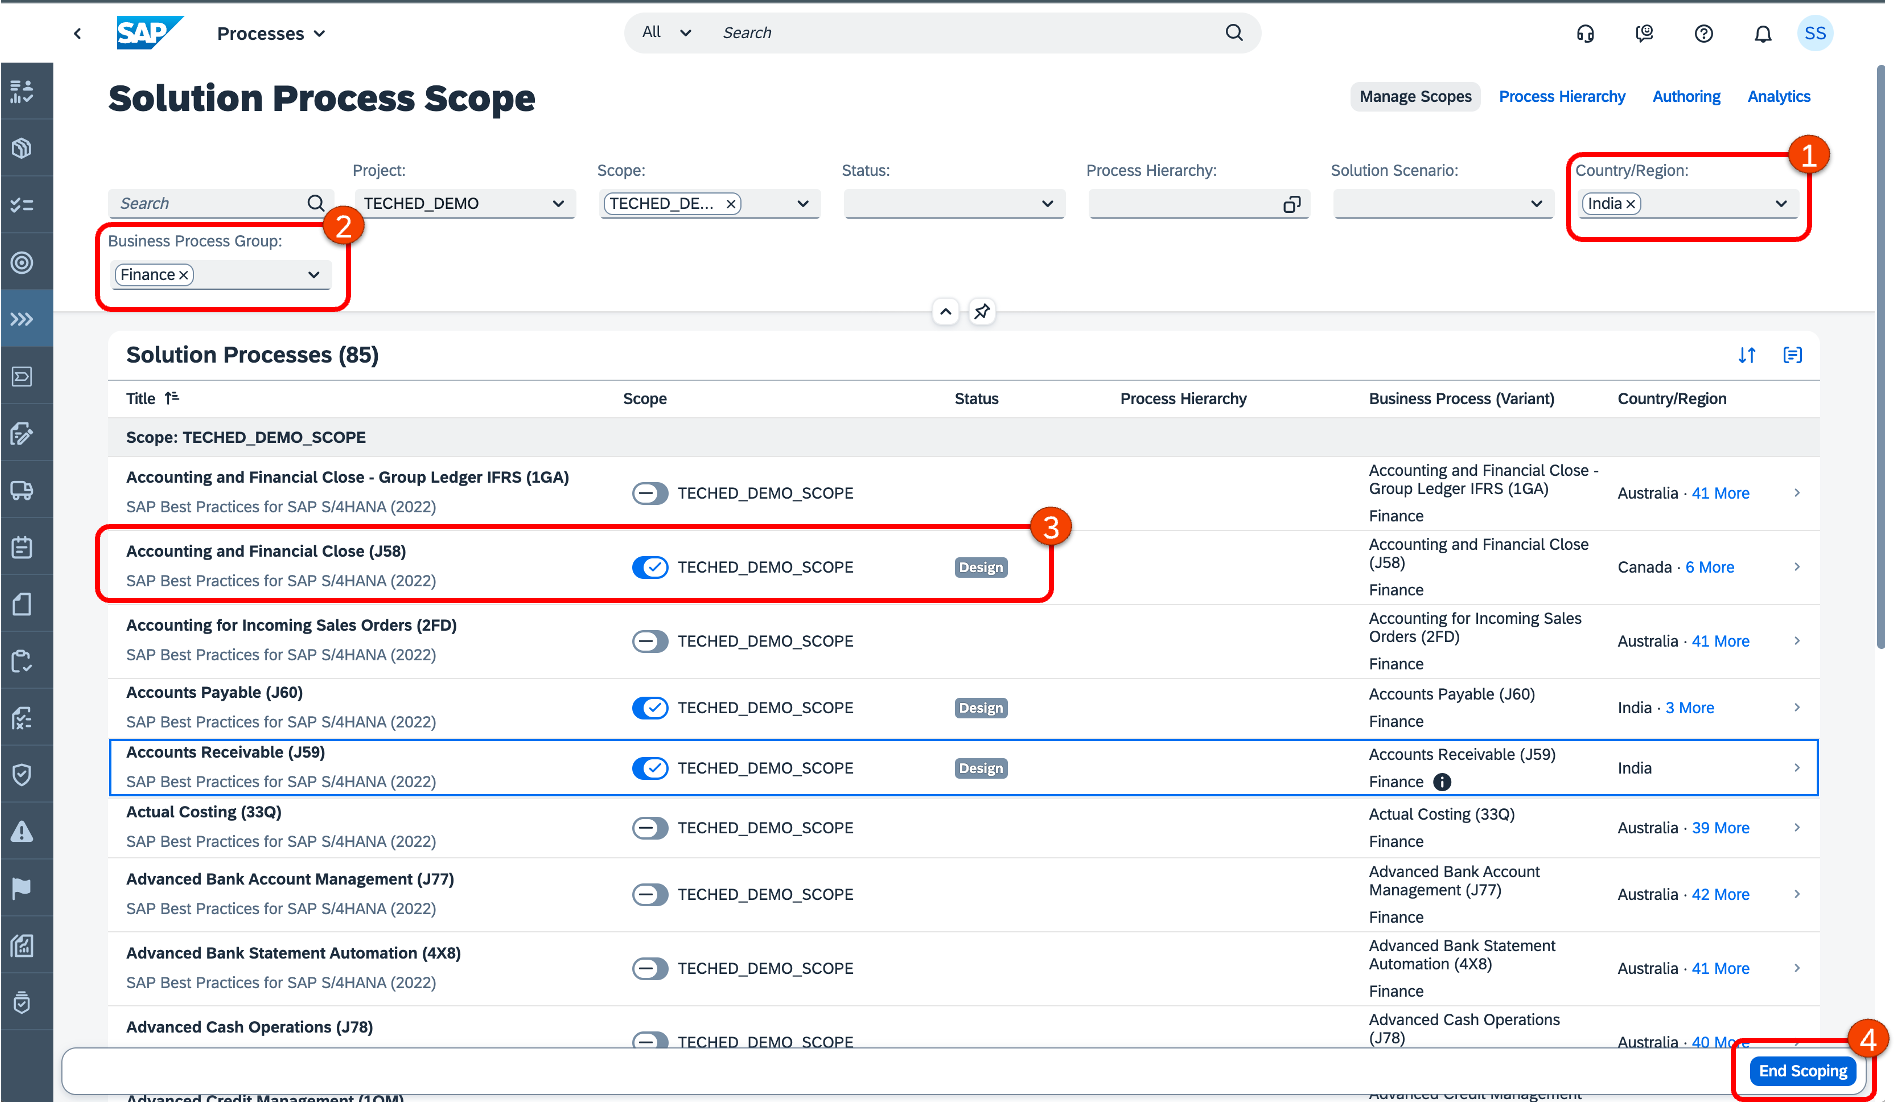 SAP Processes All Search SS
Solution Process Scope
Manage Scopes Process Hierarchy Authoring Analytics
1
Project: Scope: Status: Process Hierarchy: Solution Scenario: Country/Region:
Search TECHED_DEMO TECHED_DE... India
2
Business Process Group:
Finance
Solution Processes (85)
Title Scope Status Process Hierarchy Business Process (Variant) Country/Region
Scope: TECHED_DEMO_SCOPE
Accounting and Financial Close - Group Ledger IFRS (1GA)
SAP Best Practices for SAP S/4HANA (2022)
TECHED_DEMO_SCOPE
Accounting and Financial Close -
Group Ledger IFRS (1GA)
Finance
Australia · 41 More
3
Accounting and Financial Close (J58)
SAP Best Practices for SAP S/4HANA (2022)
TECHED_DEMO_SCOPE
Design
Accounting and Financial Close
(J58)
Finance
Canada · 6 More
Accounting for Incoming Sales Orders (2FD)
SAP Best Practices for SAP S/4HANA (2022)
TECHED_DEMO_SCOPE
Accounting for Incoming Sales
Orders (2FD)
Finance
Australia · 41 More
Accounts Payable (J60)
SAP Best Practices for SAP S/4HANA (2022)
TECHED_DEMO_SCOPE
Design
Accounts Payable (J60)
Finance
India · 3 More
Accounts Receivable (J59)
SAP Best Practices for SAP S/4HANA (2022)
TECHED_DEMO_SCOPE
Design
Accounts Receivable (J59)
Finance
India
Actual Costing (33Q)
SAP Best Practices for SAP S/4HANA (2022)
TECHED_DEMO_SCOPE
Actual Costing (33Q)
Finance
Australia · 39 More
Advanced Bank Account Management (J77)
SAP Best Practices for SAP S/4HANA (2022)
TECHED_DEMO_SCOPE
Advanced Bank Account
Management (J77)
Finance
Australia · 42 More
Advanced Bank Statement Automation (4X8)
SAP Best Practices for SAP S/4HANA (2022)
TECHED_DEMO_SCOPE
Advanced Bank Statement
Automation (4X8)
Finance
Australia · 41 More
Advanced Cash Operations (J78)
TECHED_DEMO_SCOPE
Advanced Cash Operations
(J78)
Australia · 40 More
4
End Scoping
Advanced Credit Management (1QM)
Advanced Credit Management